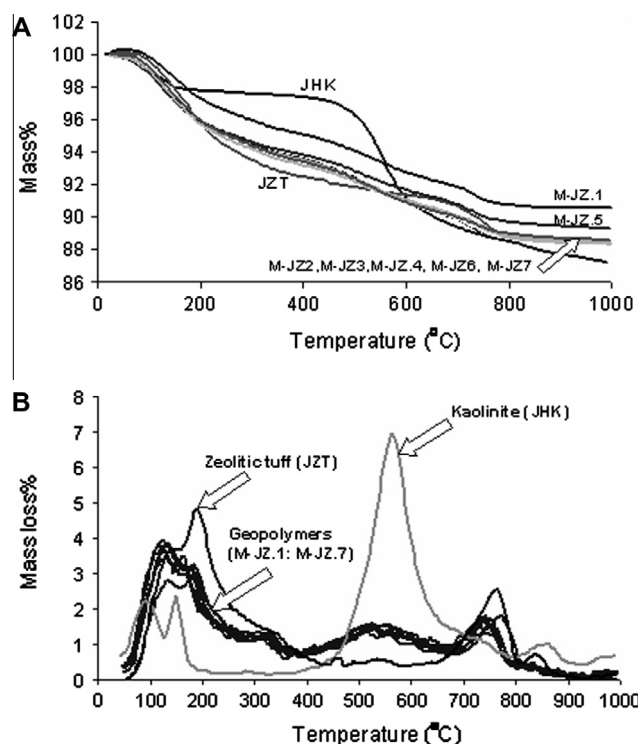 A
100
98
96
94
92
90
88
86
Mass%
JHK
JZT
M-JZ.1
M-JZ.5
M-JZ2,M-JZ3,M-JZ.4, M-JZ6, M-JZ7
0 200 400 600 800 1000
Temperature (°C)
B
8
7
6
5
4
3
2
1
0
Mass loss%
Kaolinite (JHK)
Zeolitic tuff (JZT)
Geopolymers
(M-JZ.1: M-JZ.7)
0 100 200 300 400 500 600 700 800 900 1000
Temperature (°C)